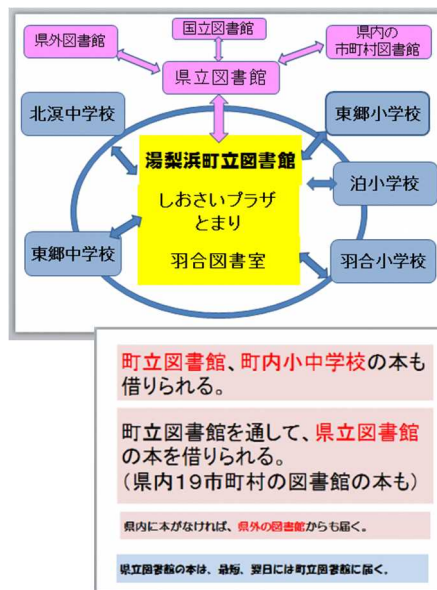 国立図書館
県外図書館
県内の
市町村図書館
県立図書館
北溟中学校
東郷小学校
湯梨浜町立図書館
しおさいプラザ
とまり
泊小学校
東郷中学校
羽合図書室
羽合小学校
町立図書館、町内小中学校の本も
借りられる。
町立図書館を通して、県立図書館
の本を借りられる。
(県内19市町村の図書館の本も)
県内に本がなければ、県外の図書館からも届く。
県立図書館の本は、最短、翌日には町立図書館に届く。